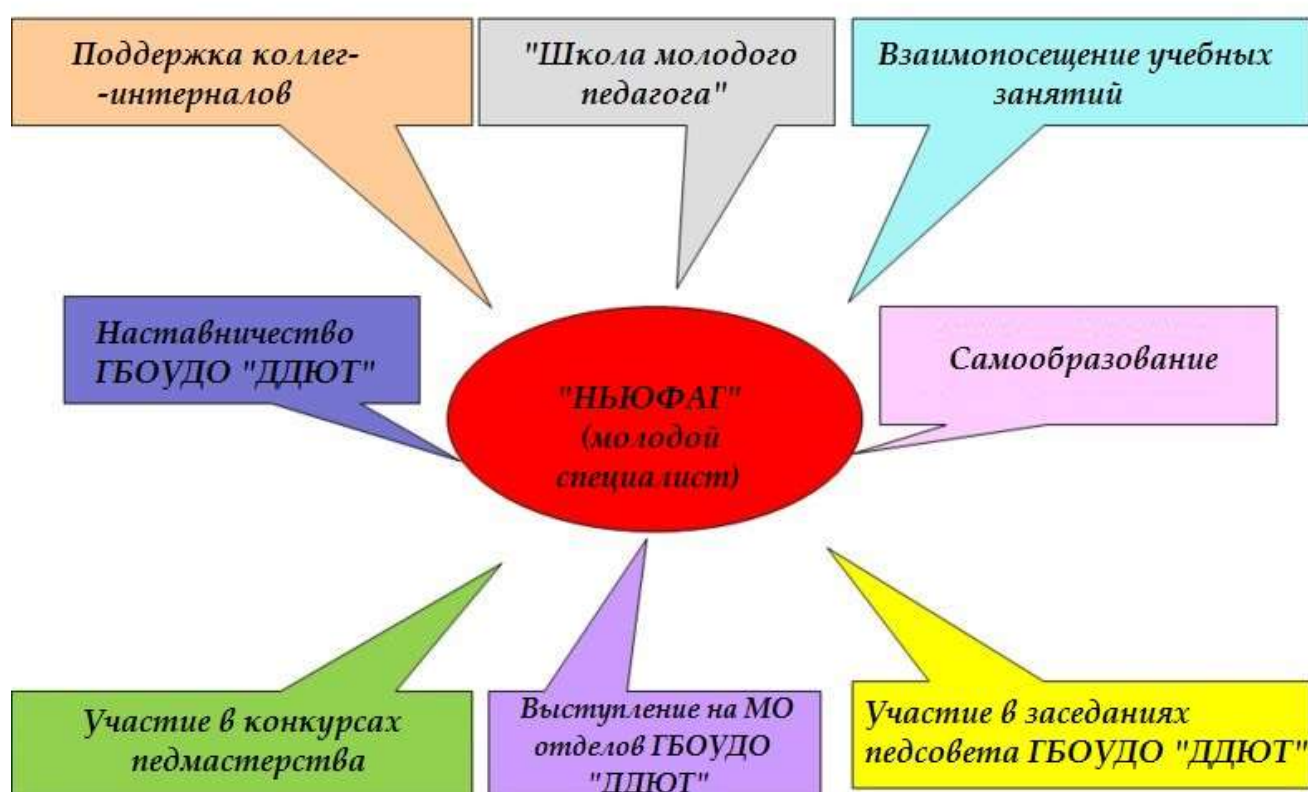 Поддержка коллег-
-интерналов
"Школа молодого
педагога"
Взаимопосещение учебных
занятий
Наставничество
ГБОУДО "ДДЮТ"
"НЬЮФАГ"
(молодой
специалист)
Самообразование
Участие в конкурсах
педмастерства
Выступление на МО
отделов ГБОУДО
"ДДЮТ"
Участие в заседаниях
педсовета ГБОУДО "ДДЮТ"